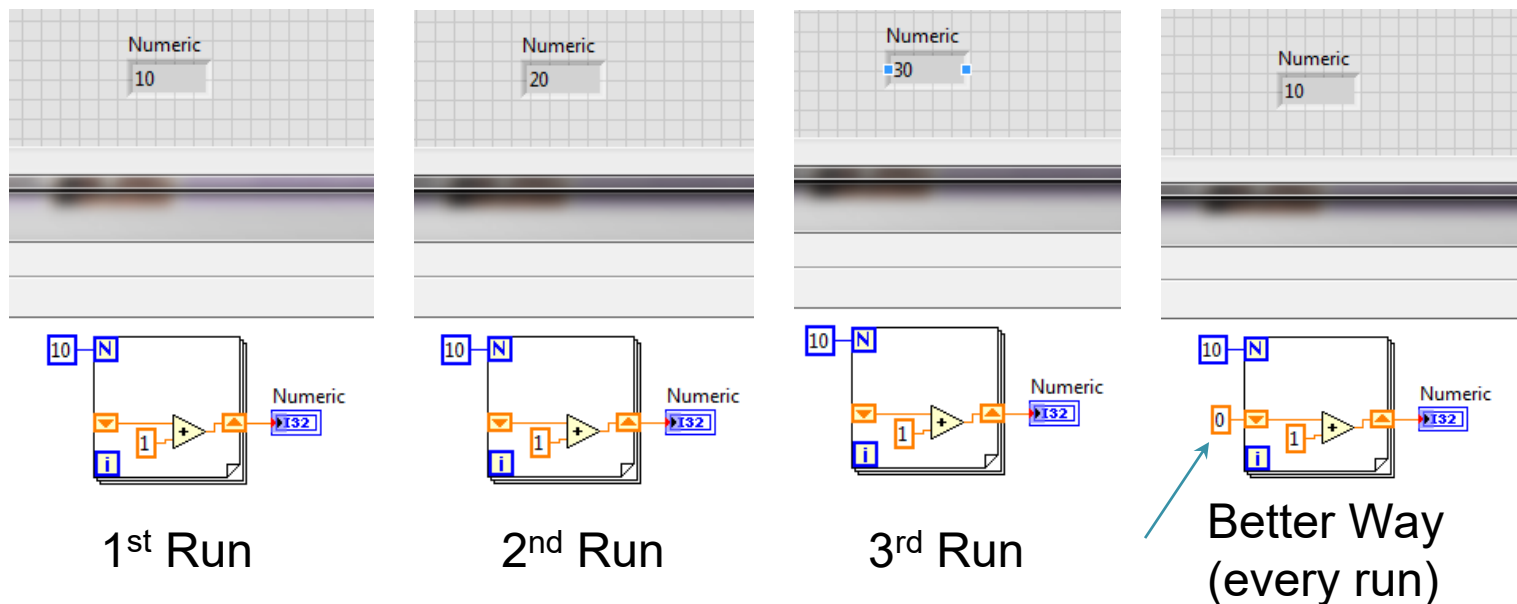 Numeric
10
10
N
Numeric
I32
1
+
i
1st Run
Numeric
20
10
N
Numeric
I32
1
+
i
2nd Run
Numeric
30
10
N
Numeric
I32
1
+
i
3rd Run
Numeric
10
10
N
Numeric
0
I32
1
+
i
Better Way
(every run)